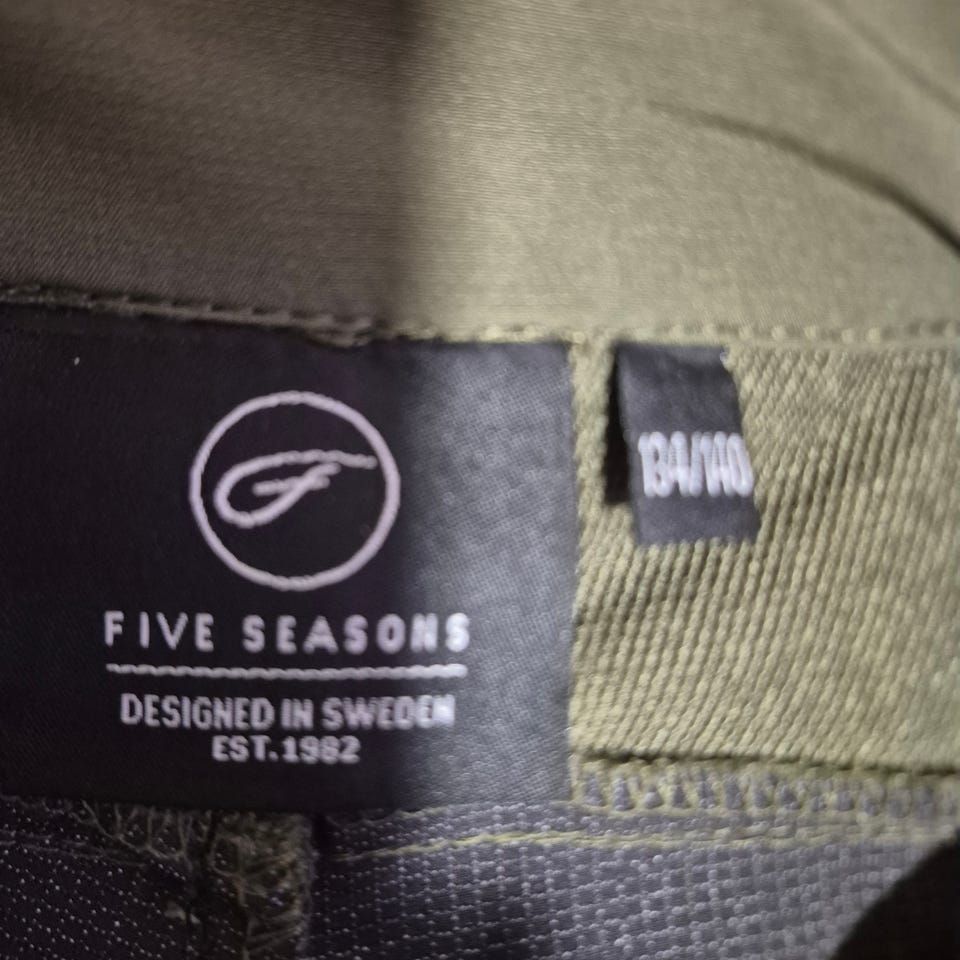 134/140
FIVE SEASONS
DESIGNED IN SWEDEN
EST. 1982